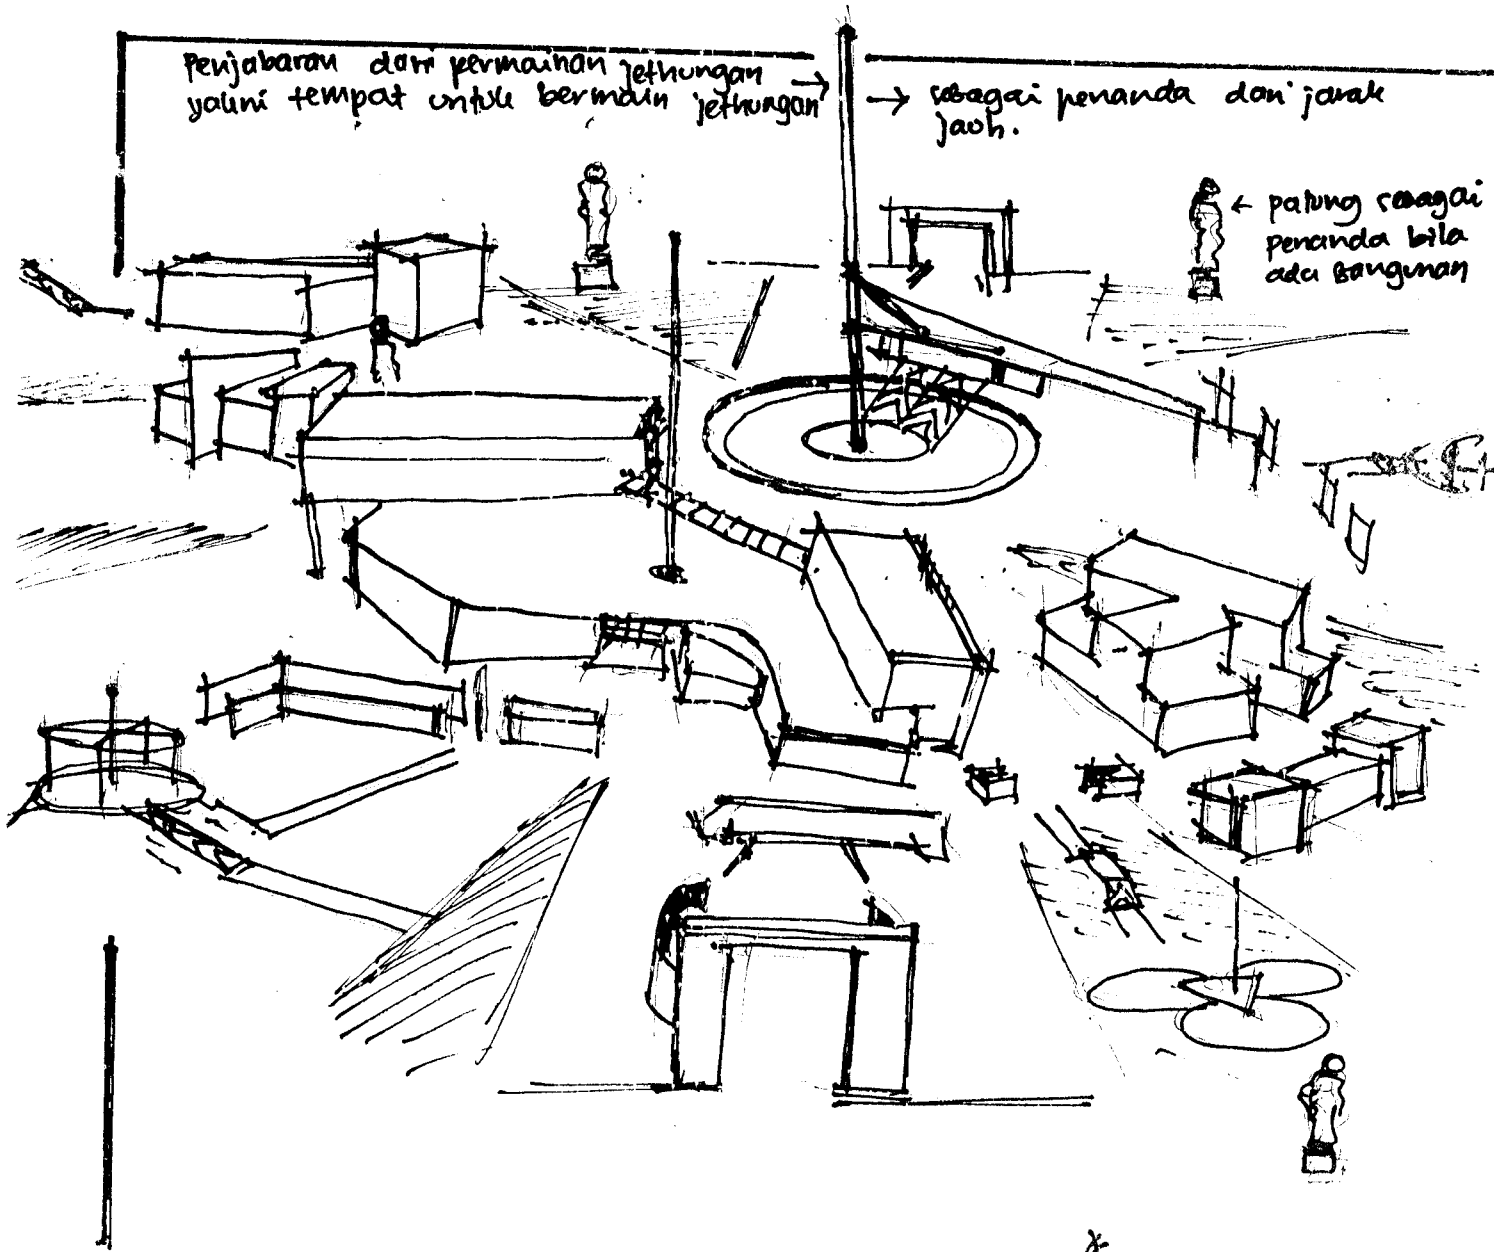 Penjabaran dari permainan jethungan →
yakni tempat untuk bermain jethungan
→ sebagai penanda dari jarak
jauh.
← patung sebagai
penanda bila
ada bangunan